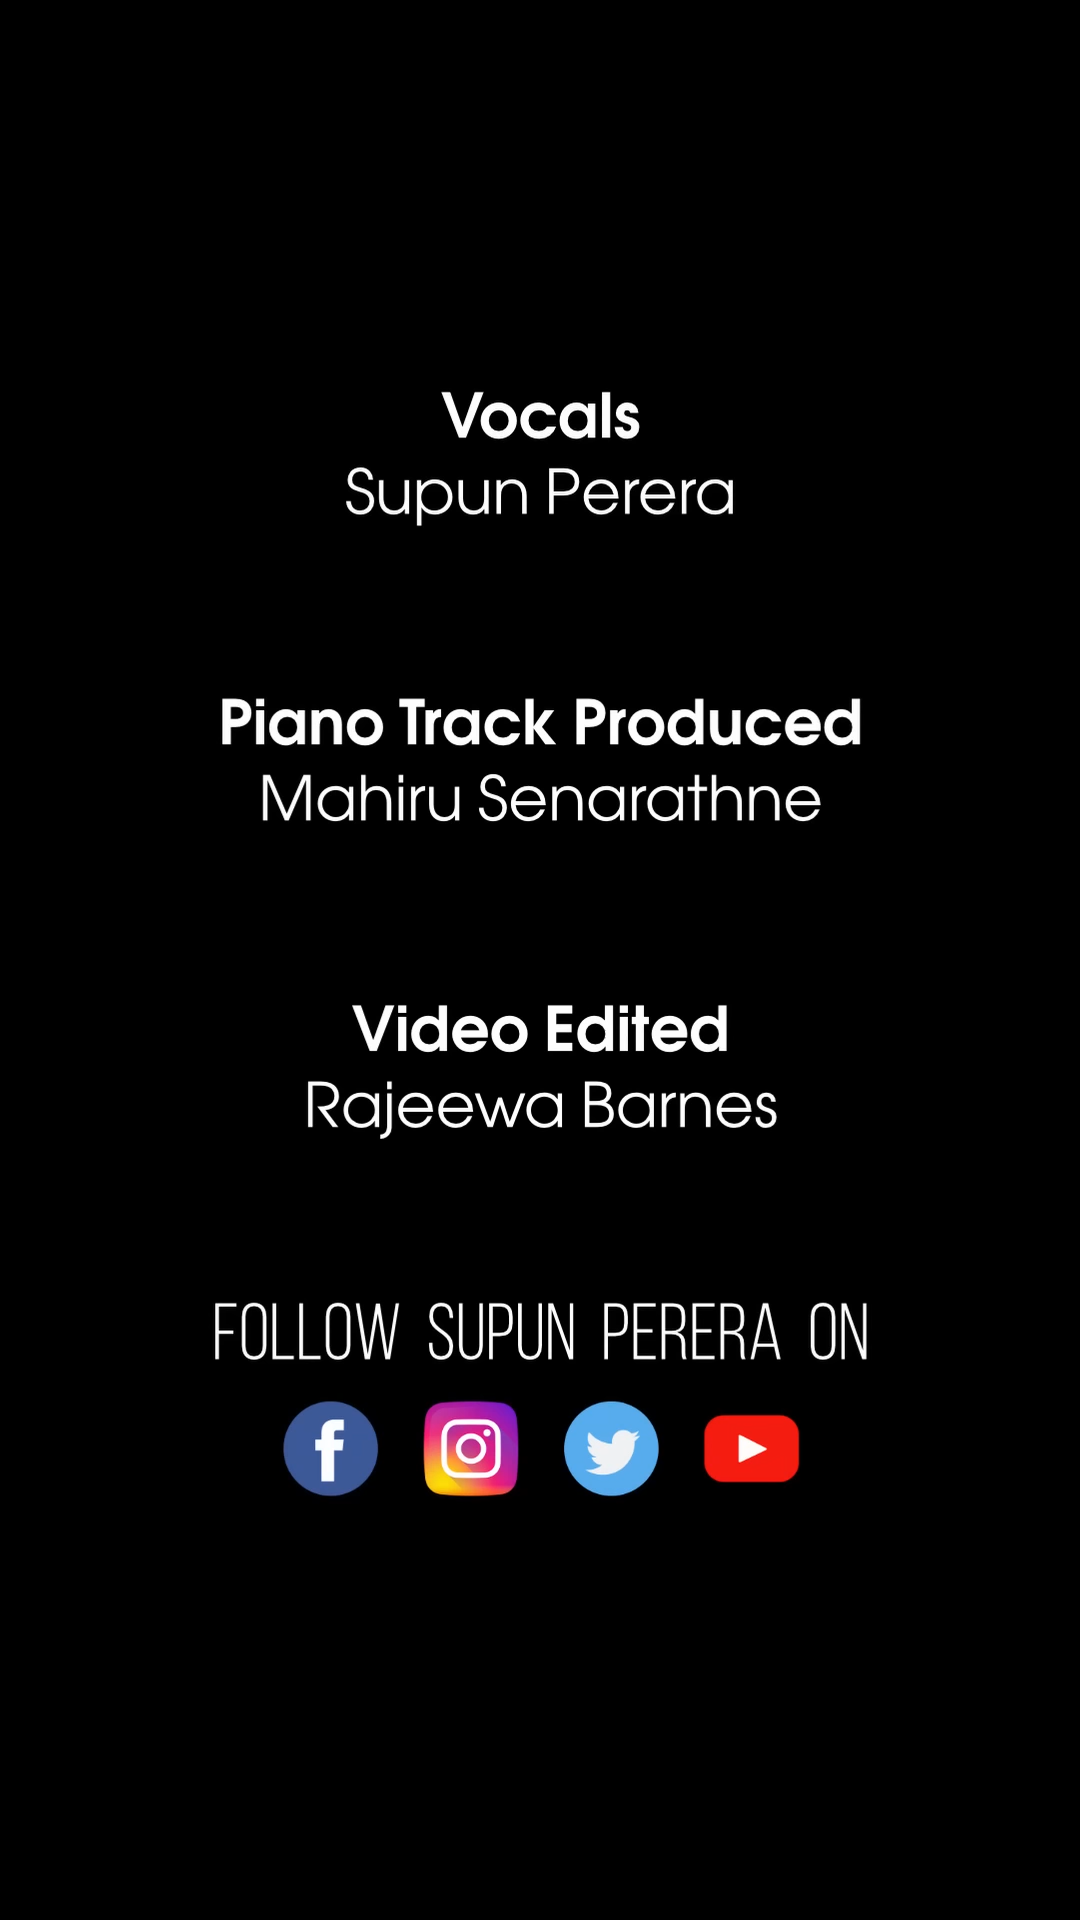 Vocals
Supun Perera
Piano Track Produced
Mahiru Senarathne
Video Edited
Rajeewa Barnes
FOLLOW SUPUN PERERA ON